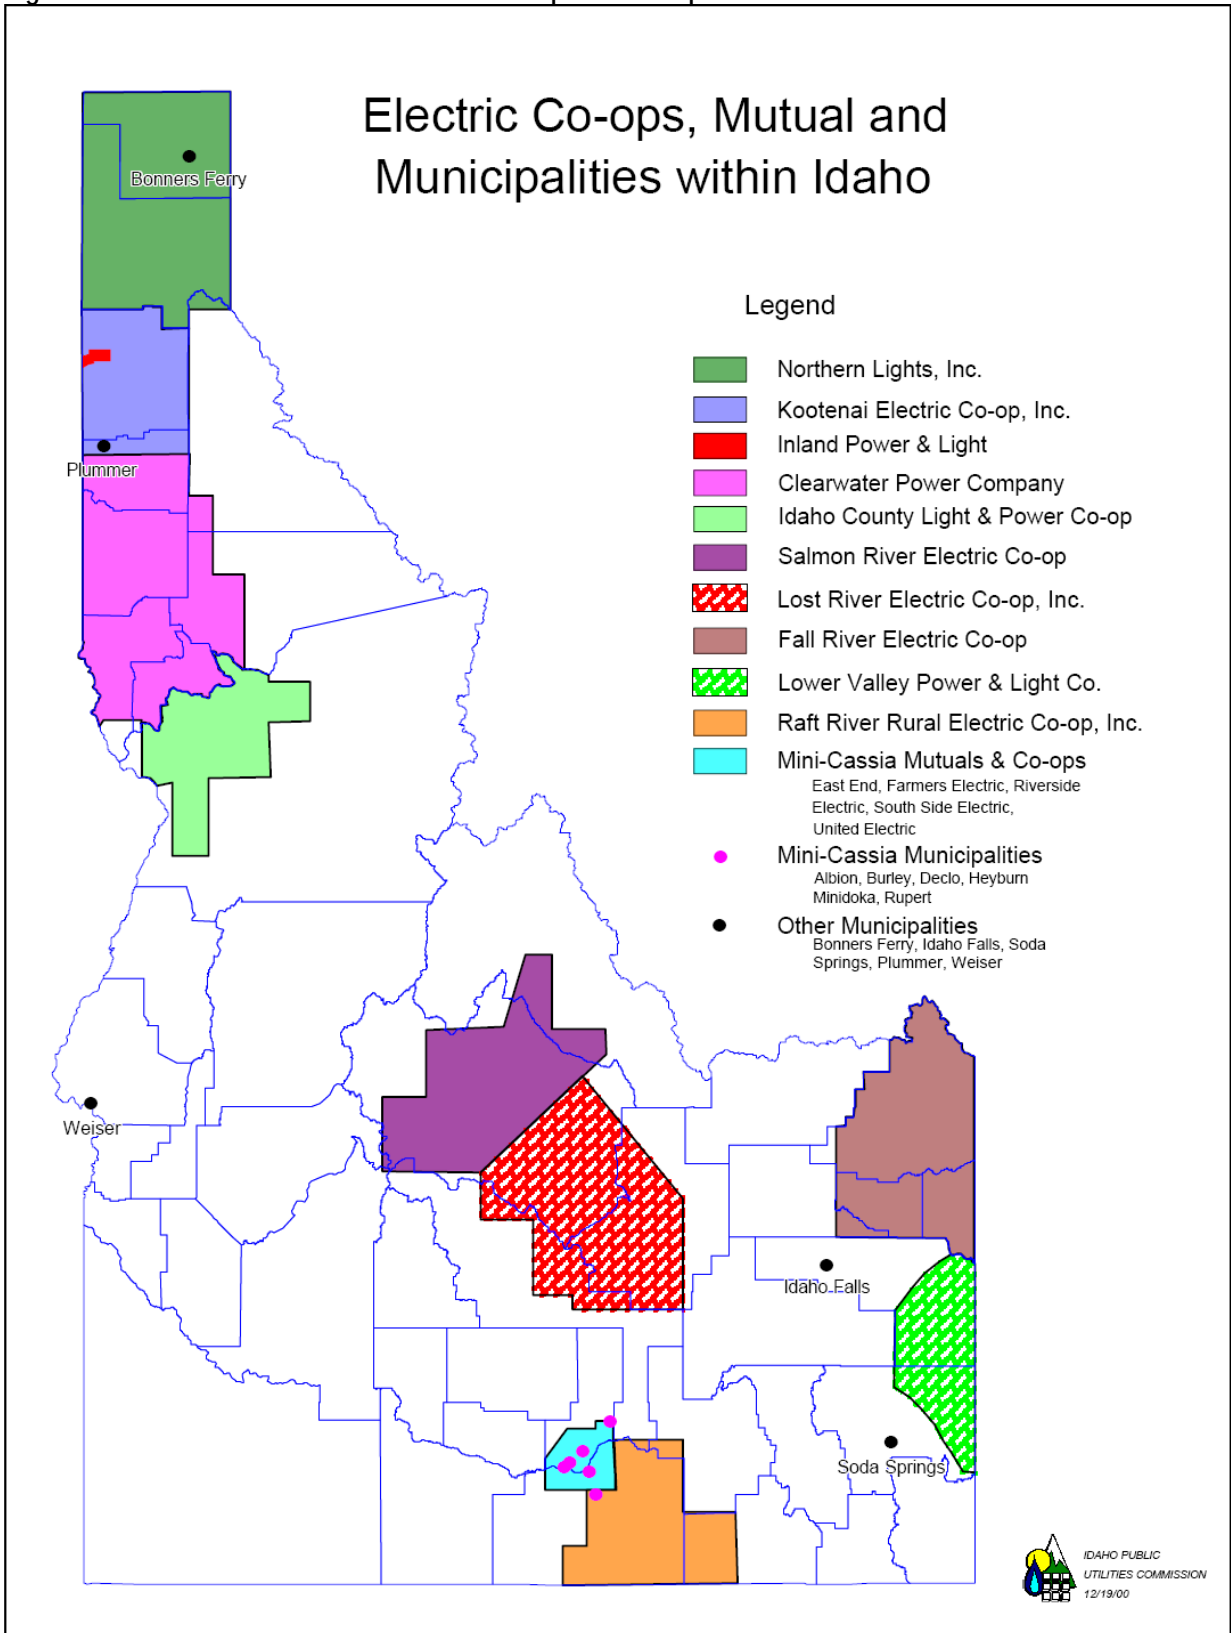 Electric Co-ops, Mutual and
Municipalities within Idaho
Bonners Ferry
Plummer
Weiser
Idaho Falls
Soda Springs
Legend
Northern Lights, Inc.
Kootenai Electric Co-op, Inc.
Inland Power & Light
Clearwater Power Company
Idaho County Light & Power Co-op
Salmon River Electric Co-op
Lost River Electric Co-op, Inc.
Fall River Electric Co-op
Lower Valley Power & Light Co.
Raft River Rural Electric Co-op, Inc.
Mini-Cassia Mutuals & Co-ops
East End, Farmers Electric, Riverside
Electric, South Side Electric,
United Electric
Mini-Cassia Municipalities
Albion, Burley, Declo, Heyburn
Minidoka, Rupert
Other Municipalities
Bonners Ferry, Idaho Falls, Soda
Springs, Plummer, Weiser
IDAHO PUBLIC
UTILITIES COMMISSION
12/19/00